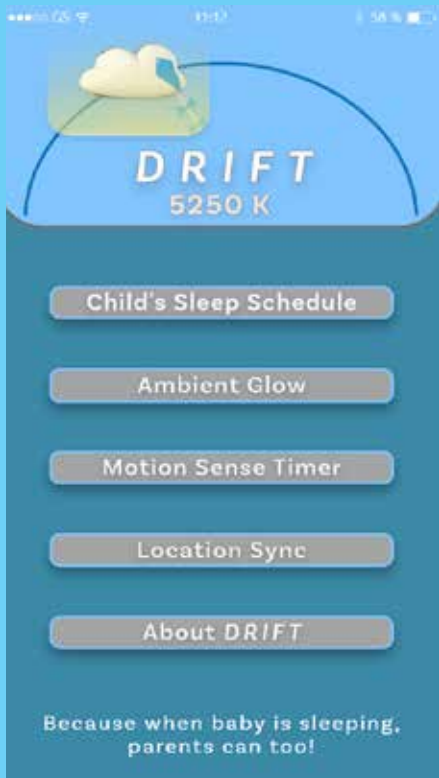 58 %
DRIFT
5250 K
Child's Sleep Schedule
Ambient Glow
Motion Sense Timer
Location Sync
About DRIFT
Because when baby is sleeping,
parents can too!